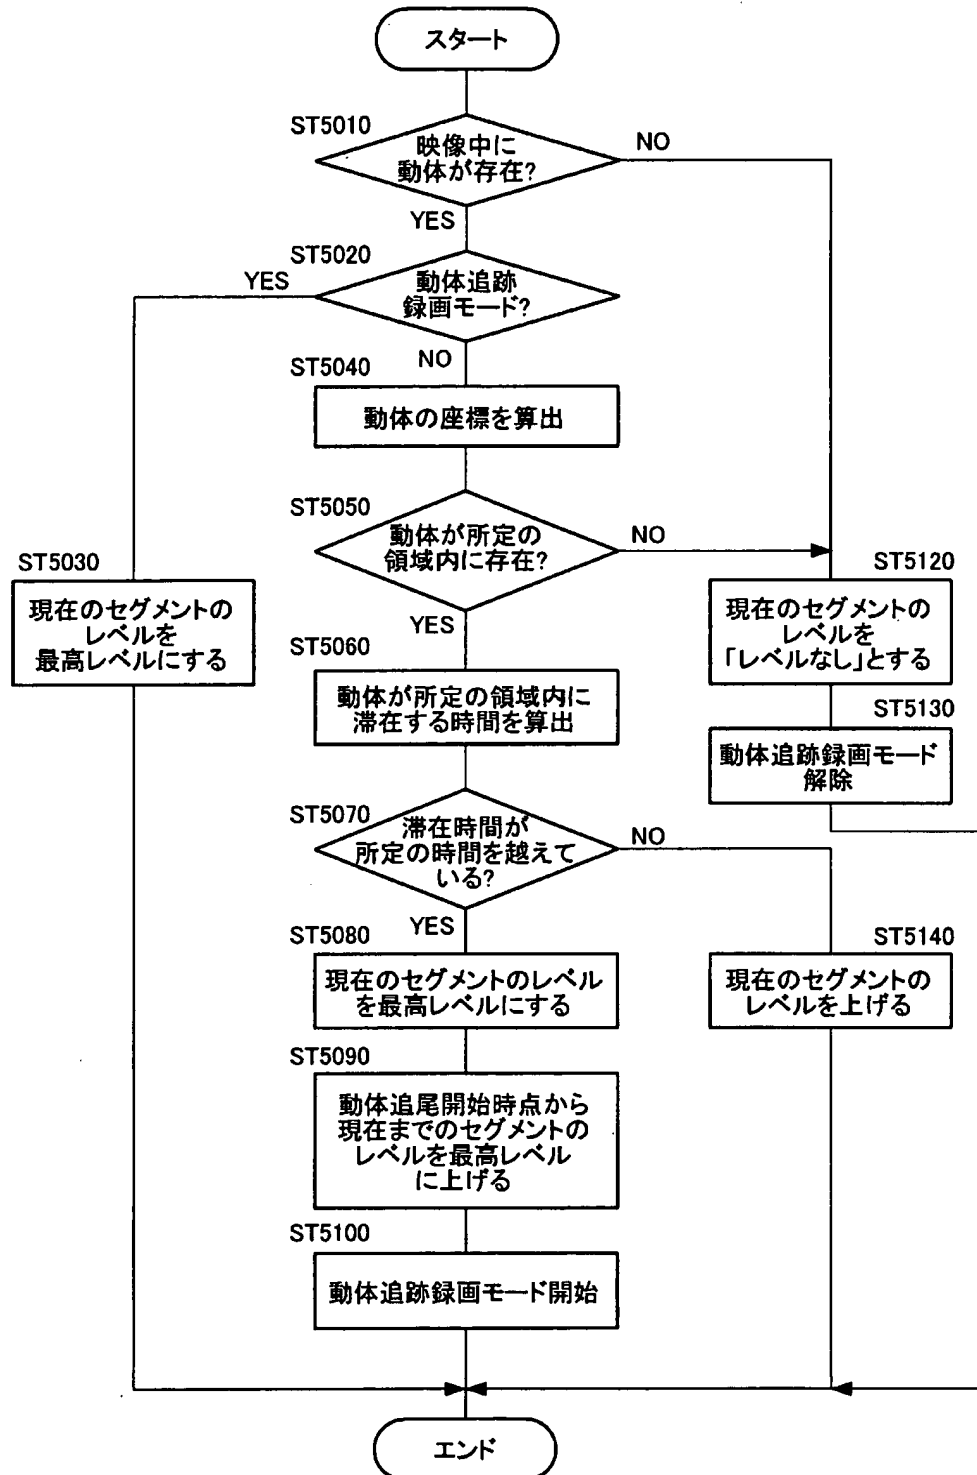 スタート
ST5010
映像中に
動体が存在?
NO
YES
ST5020
動体追跡
録画モード?
YES
NO
ST5040
動体の座標を算出
ST5050
動体が所定の
領域内に存在?
NO
YES
ST5030
現在のセグメントの
レベルを
最高レベルにする
ST5120
現在のセグメントの
レベルを
「レベルなし」とする
ST5060
動体が所定の領域内に
滞在する時間を算出
ST5130
動体追跡録画モード
解除
ST5070
滞在時間が
所定の時間を越えて
いる?
NO
YES
ST5080
現在のセグメントのレベル
を最高レベルにする
ST5140
現在のセグメントの
レベルを上げる
ST5090
動体追尾開始時点から
現在までのセグメントの
レベルを最高レベル
に上げる
ST5100
動体追跡録画モード開始
エンド